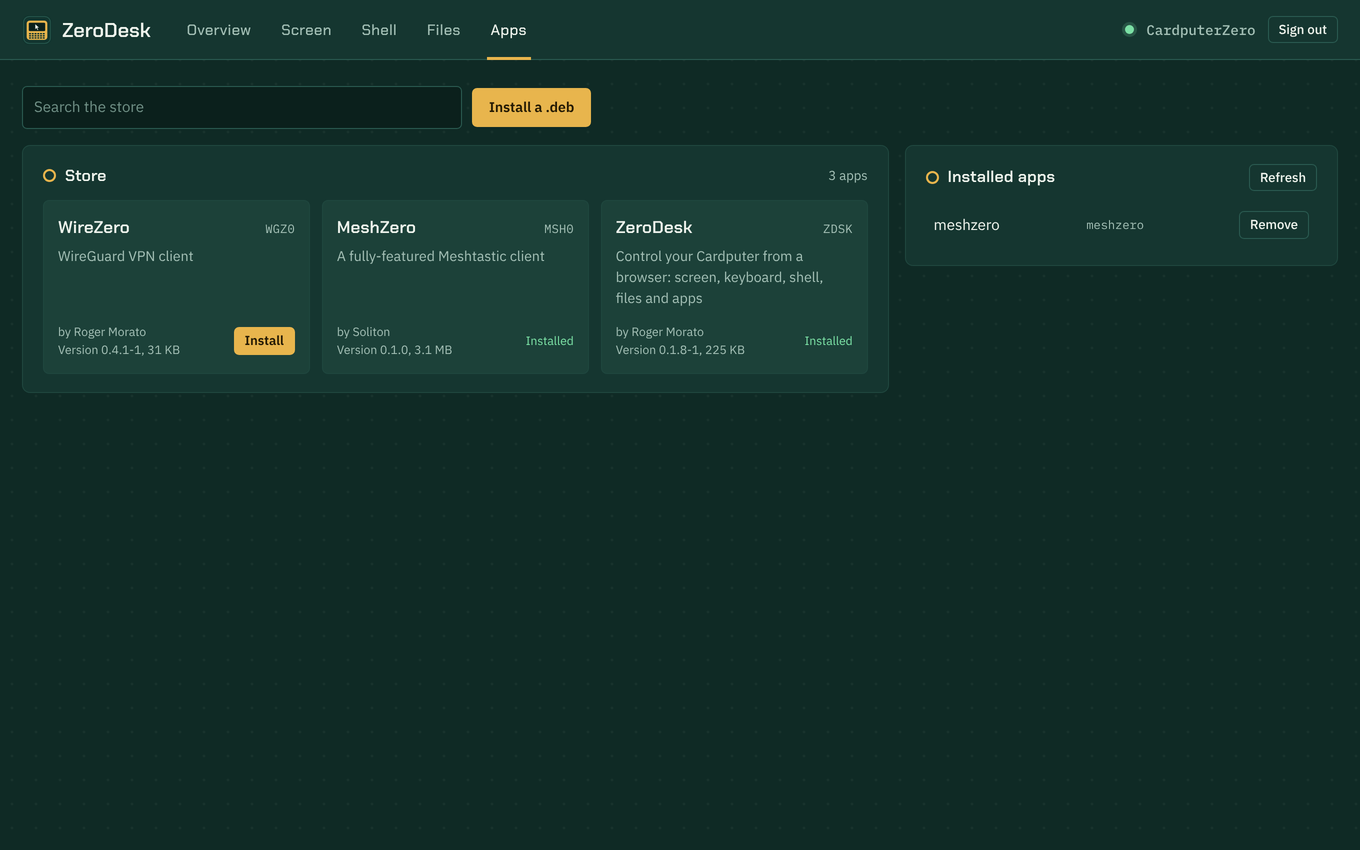 ZeroDesk
Overview
Screen
Shell
Files
Apps
CardputerZero
Sign out
Search the store
Install a .deb
Store
3 apps
WireZero
WGZ0
WireGuard VPN client
by Roger Morato
Version 0.4.1-1, 31 KB
Install
MeshZero
MSH0
A fully-featured Meshtastic client
by Soliton
Version 0.1.0, 3.1 MB
Installed
ZeroDesk
ZDSK
Control your Cardputer from a
browser: screen, keyboard, shell,
files and apps
by Roger Morato
Version 0.1.8-1, 225 KB
Installed
Installed apps
Refresh
meshzero
meshzero
Remove